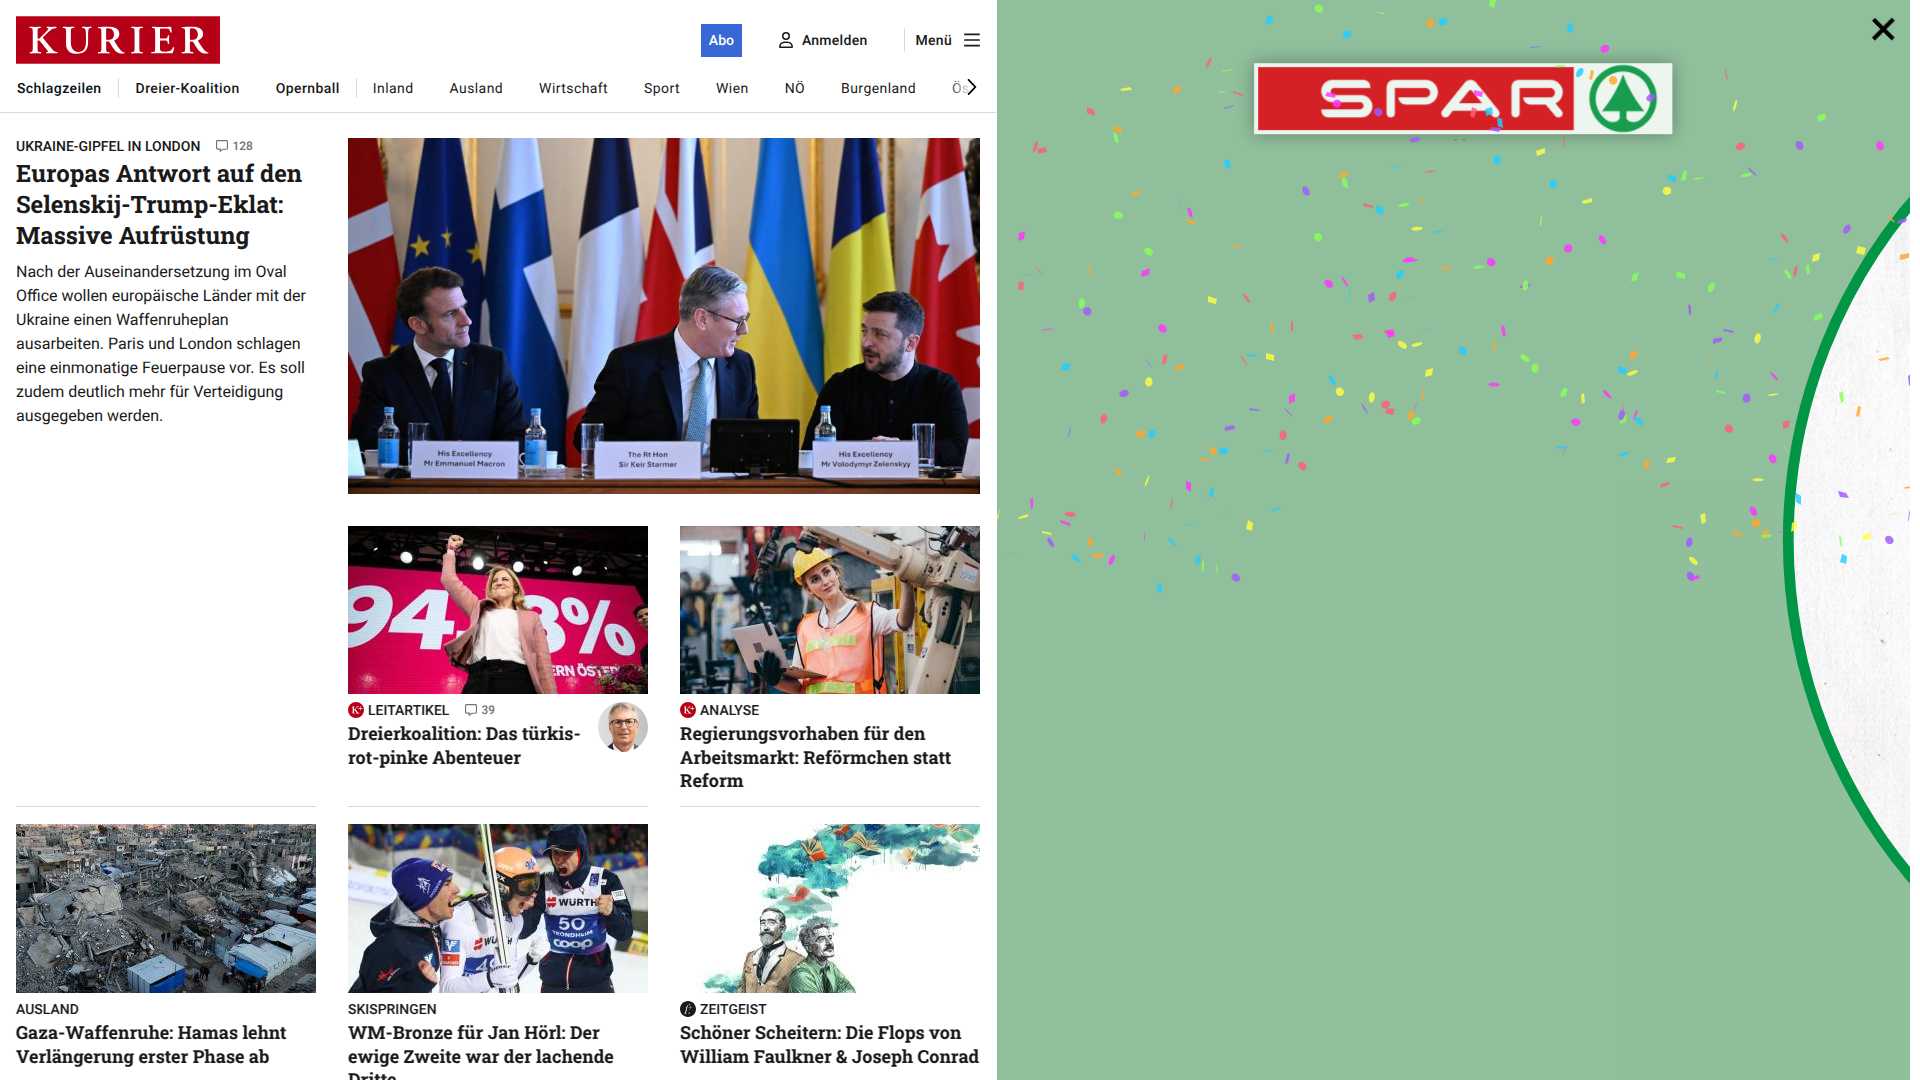 KURIER
Abo
Anmelden
Menü
Schlagzeilen
Dreier-Koalition
Opernball
Inland
Ausland
Wirtschaft
Sport
Wien
NÖ
Burgenland
UKRAINE-GIPFEL IN LONDON 128
Europas Antwort auf den
Selenskij-Trump-Eklat:
Massive Aufrüstung
Nach der Auseinandersetzung im Oval
Office wollen europäische Länder mit der
Ukraine einen Waffenruheplan
ausarbeiten. Paris und London schlagen
eine einmonatige Feuerpause vor. Es soll
zudem deutlich mehr für Verteidigung
ausgegeben werden.
His Excellency
Mr Emmanuel Macron
The Rt Hon
Sir Keir Starmer
His Excellency
Mr Volodymyr Zelenskyy
LEITARTIKEL 39
Dreierkoalition: Das türkis-
rot-pinke Abenteuer
ANALYSE
Regierungsvorhaben für den
Arbeitsmarkt: Reförmchen statt
Reform
WÜRTH
50
TRONDHEIM
coop
AUSLAND
Gaza-Waffenruhe: Hamas lehnt
Verlängerung erster Phase ab
SKISPRINGEN
WM-Bronze für Jan Hörl: Der
ewige Zweite war der lachende
Dritte
ZEITGEIST
Schöner Scheitern: Die Flops von
William Faulkner & Joseph Conrad
SPAR